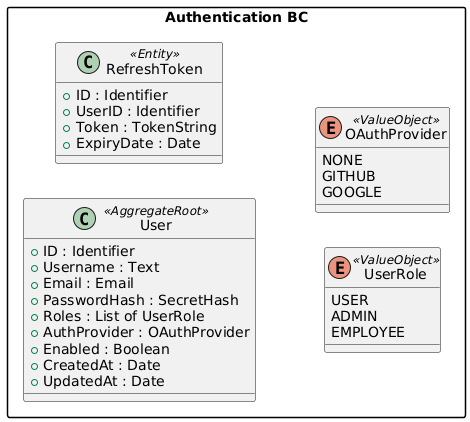 Authentication BC
C
«Entity»
RefreshToken
ID : Identifier
UserID : Identifier
Token : TokenString
ExpiryDate : Date
E
«ValueObject»
OAuthProvider
NONE
GITHUB
GOOGLE
C
«AggregateRoot»
User
ID : Identifier
Username : Text
Email : Email
PasswordHash : SecretHash
Roles : List of UserRole
AuthProvider : OAuthProvider
Enabled : Boolean
CreatedAt : Date
UpdatedAt : Date
E
«ValueObject»
UserRole
USER
ADMIN
EMPLOYEE